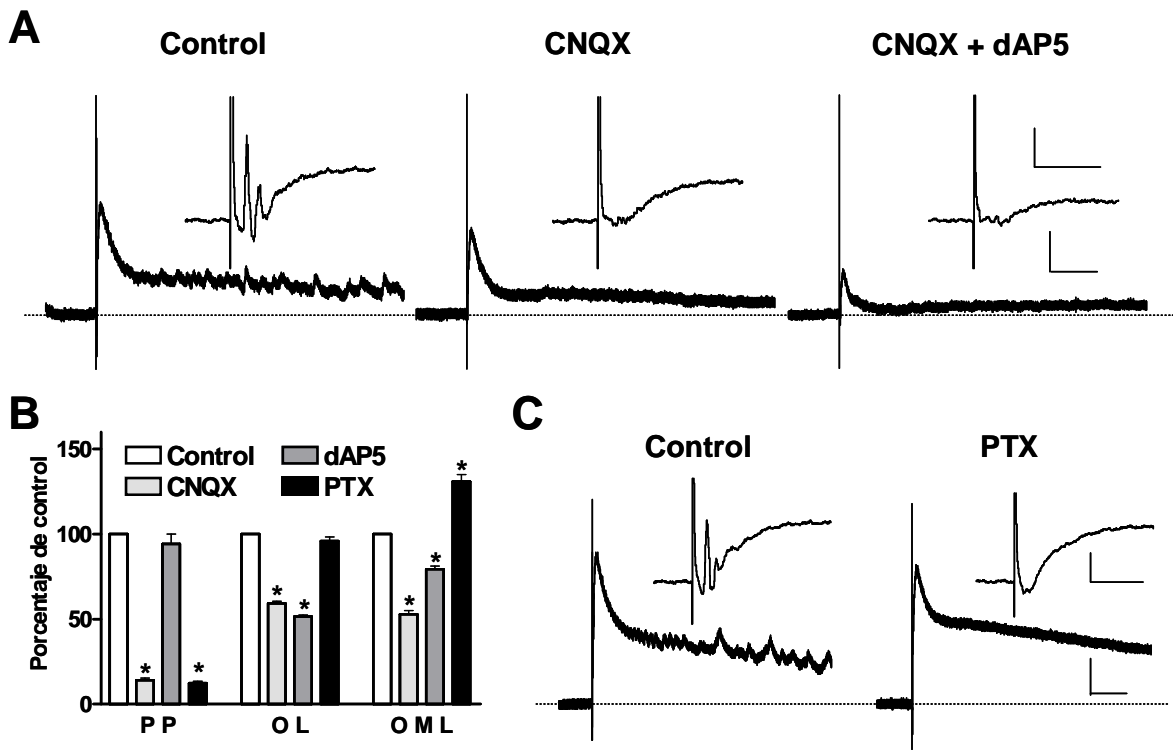 A
Control
CNQX
CNQX + dAP5
B
Porcentaje de control
150
100
50
0
Control
dAP5
CNQX
PTX
*
*
*
*
*
*
*
P P
O L
O M L
C
Control
PTX